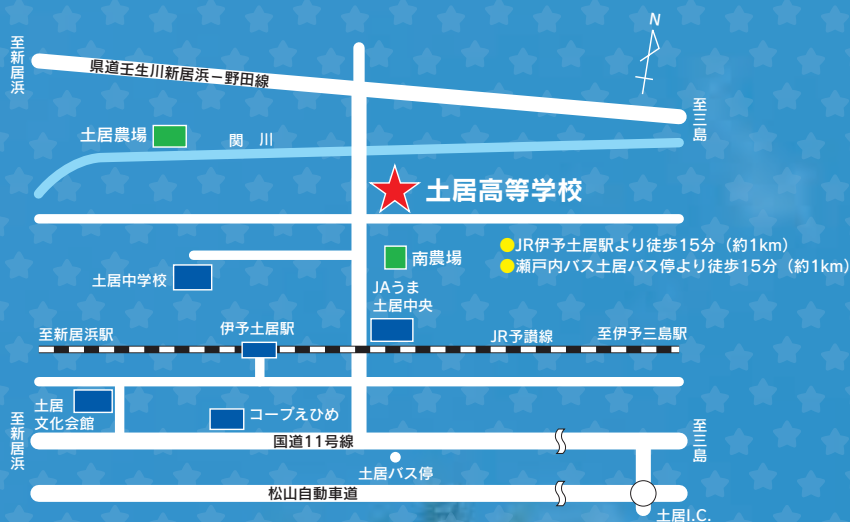 N
至新居浜
県道壬生川新居浜－野田線
至三島
土居農場
関　川
土居高等学校
●JR伊予土居駅より徒歩15分（約1km）
●瀬戸内バス土居バス停より徒歩15分（約1km）
南農場
土居中学校
JAうま
土居中央
至新居浜駅
伊予土居駅
JR予讃線
至伊予三島駅
土居
文化会館
コープえひめ
至新居浜
国道11号線
至三島
土居バス停
松山自動車道
土居I.C.